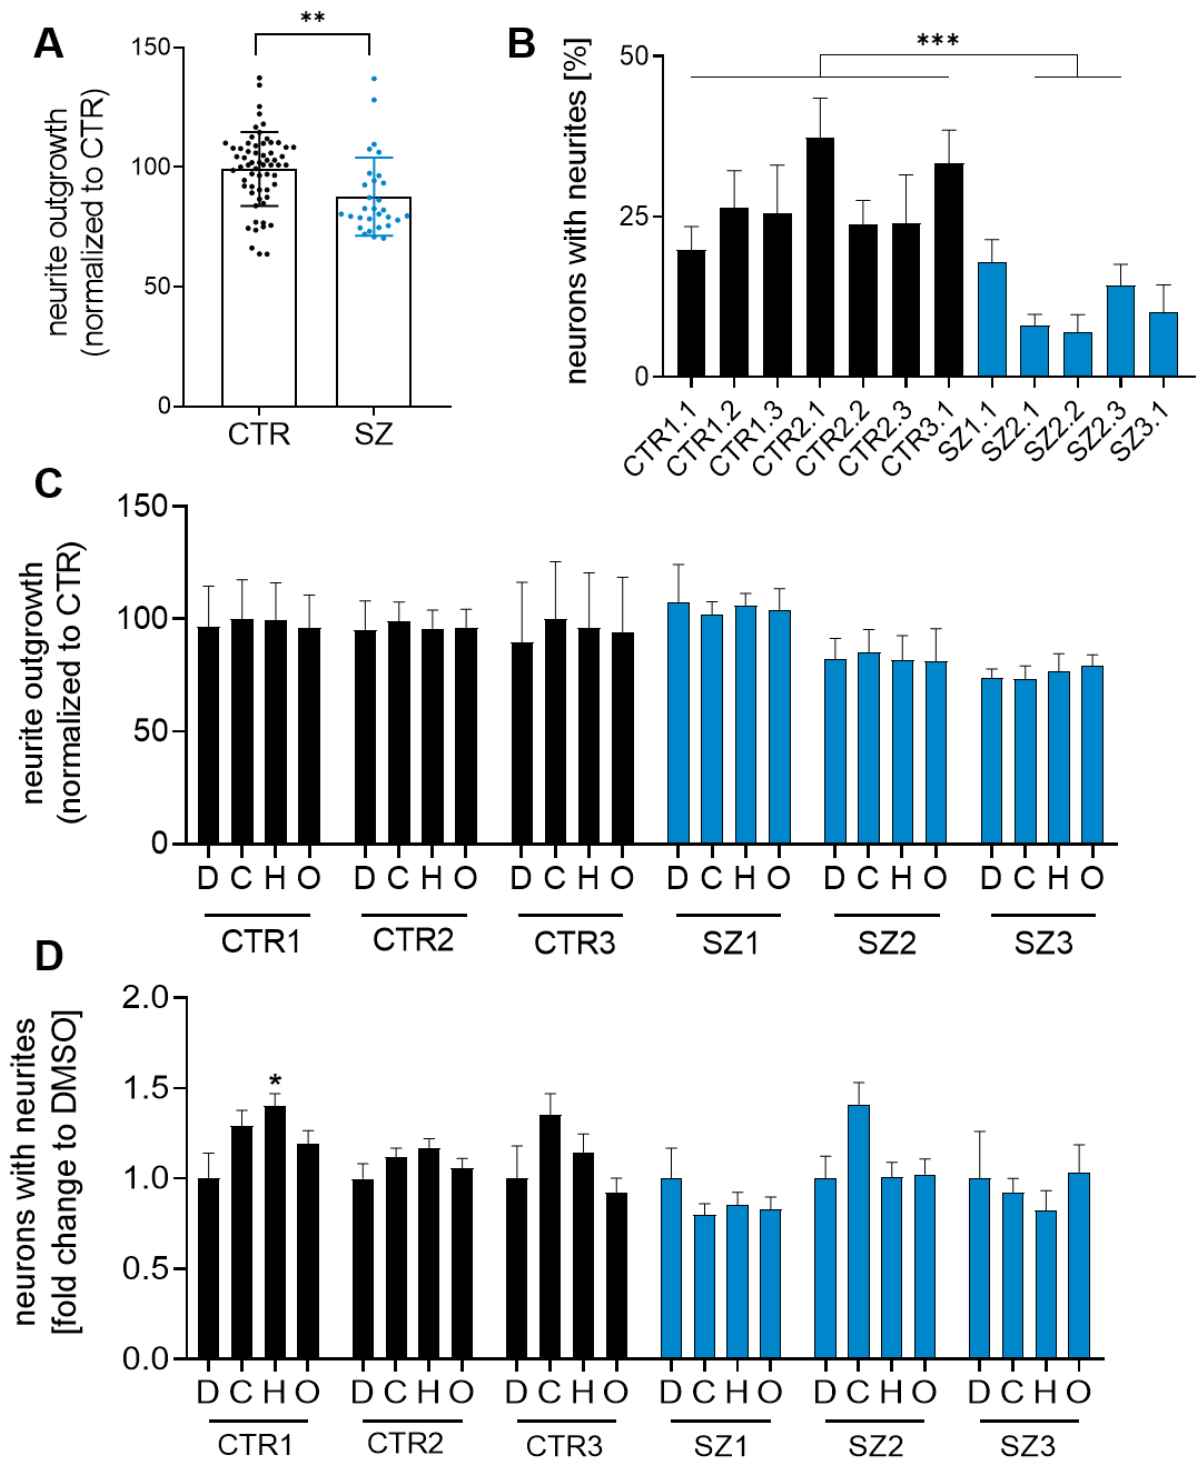 A
neurite outgrowth
(normalized to CTR)
150
100
50
0
**
CTR SZ
B
neurons with neurites [%]
50
25
0
***
CTR1.1 CTR1.2 CTR1.3 CTR2.1 CTR2.2 CTR2.3 CTR3.1 SZ1.1 SZ2.1 SZ2.2 SZ2.3 SZ3.1
C
neurite outgrowth
(normalized to CTR)
150
100
50
0
D C H O D C H O D C H O D C H O D C H O D C H O
CTR1 CTR2 CTR3 SZ1 SZ2 SZ3
D
neurons with neurites
[fold change to DMSO]
2.0
1.5
1.0
0.5
0.0
*
D C H O D C H O D C H O D C H O D C H O D C H O
CTR1 CTR2 CTR3 SZ1 SZ2 SZ3